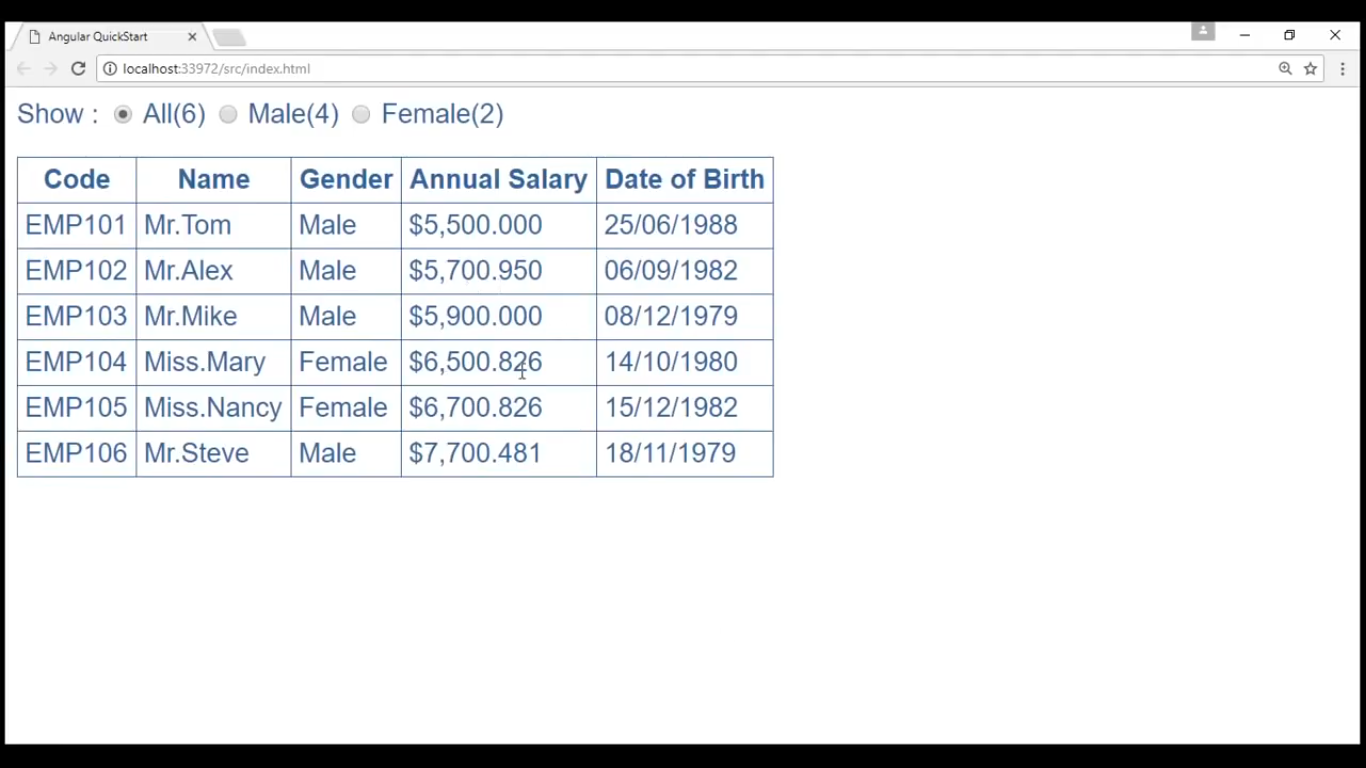 Angular QuickStart
localhost:33972/src/index.html
Show : All(6) Male(4) Female(2)
Code Name Gender Annual Salary Date of Birth
EMP101 Mr.Tom Male $5,500.000 25/06/1988
EMP102 Mr.Alex Male $5,700.950 06/09/1982
EMP103 Mr.Mike Male $5,900.000 08/12/1979
EMP104 Miss.Mary Female $6,500.826 14/10/1980
EMP105 Miss.Nancy Female $6,700.826 15/12/1982
EMP106 Mr.Steve Male $7,700.481 18/11/1979